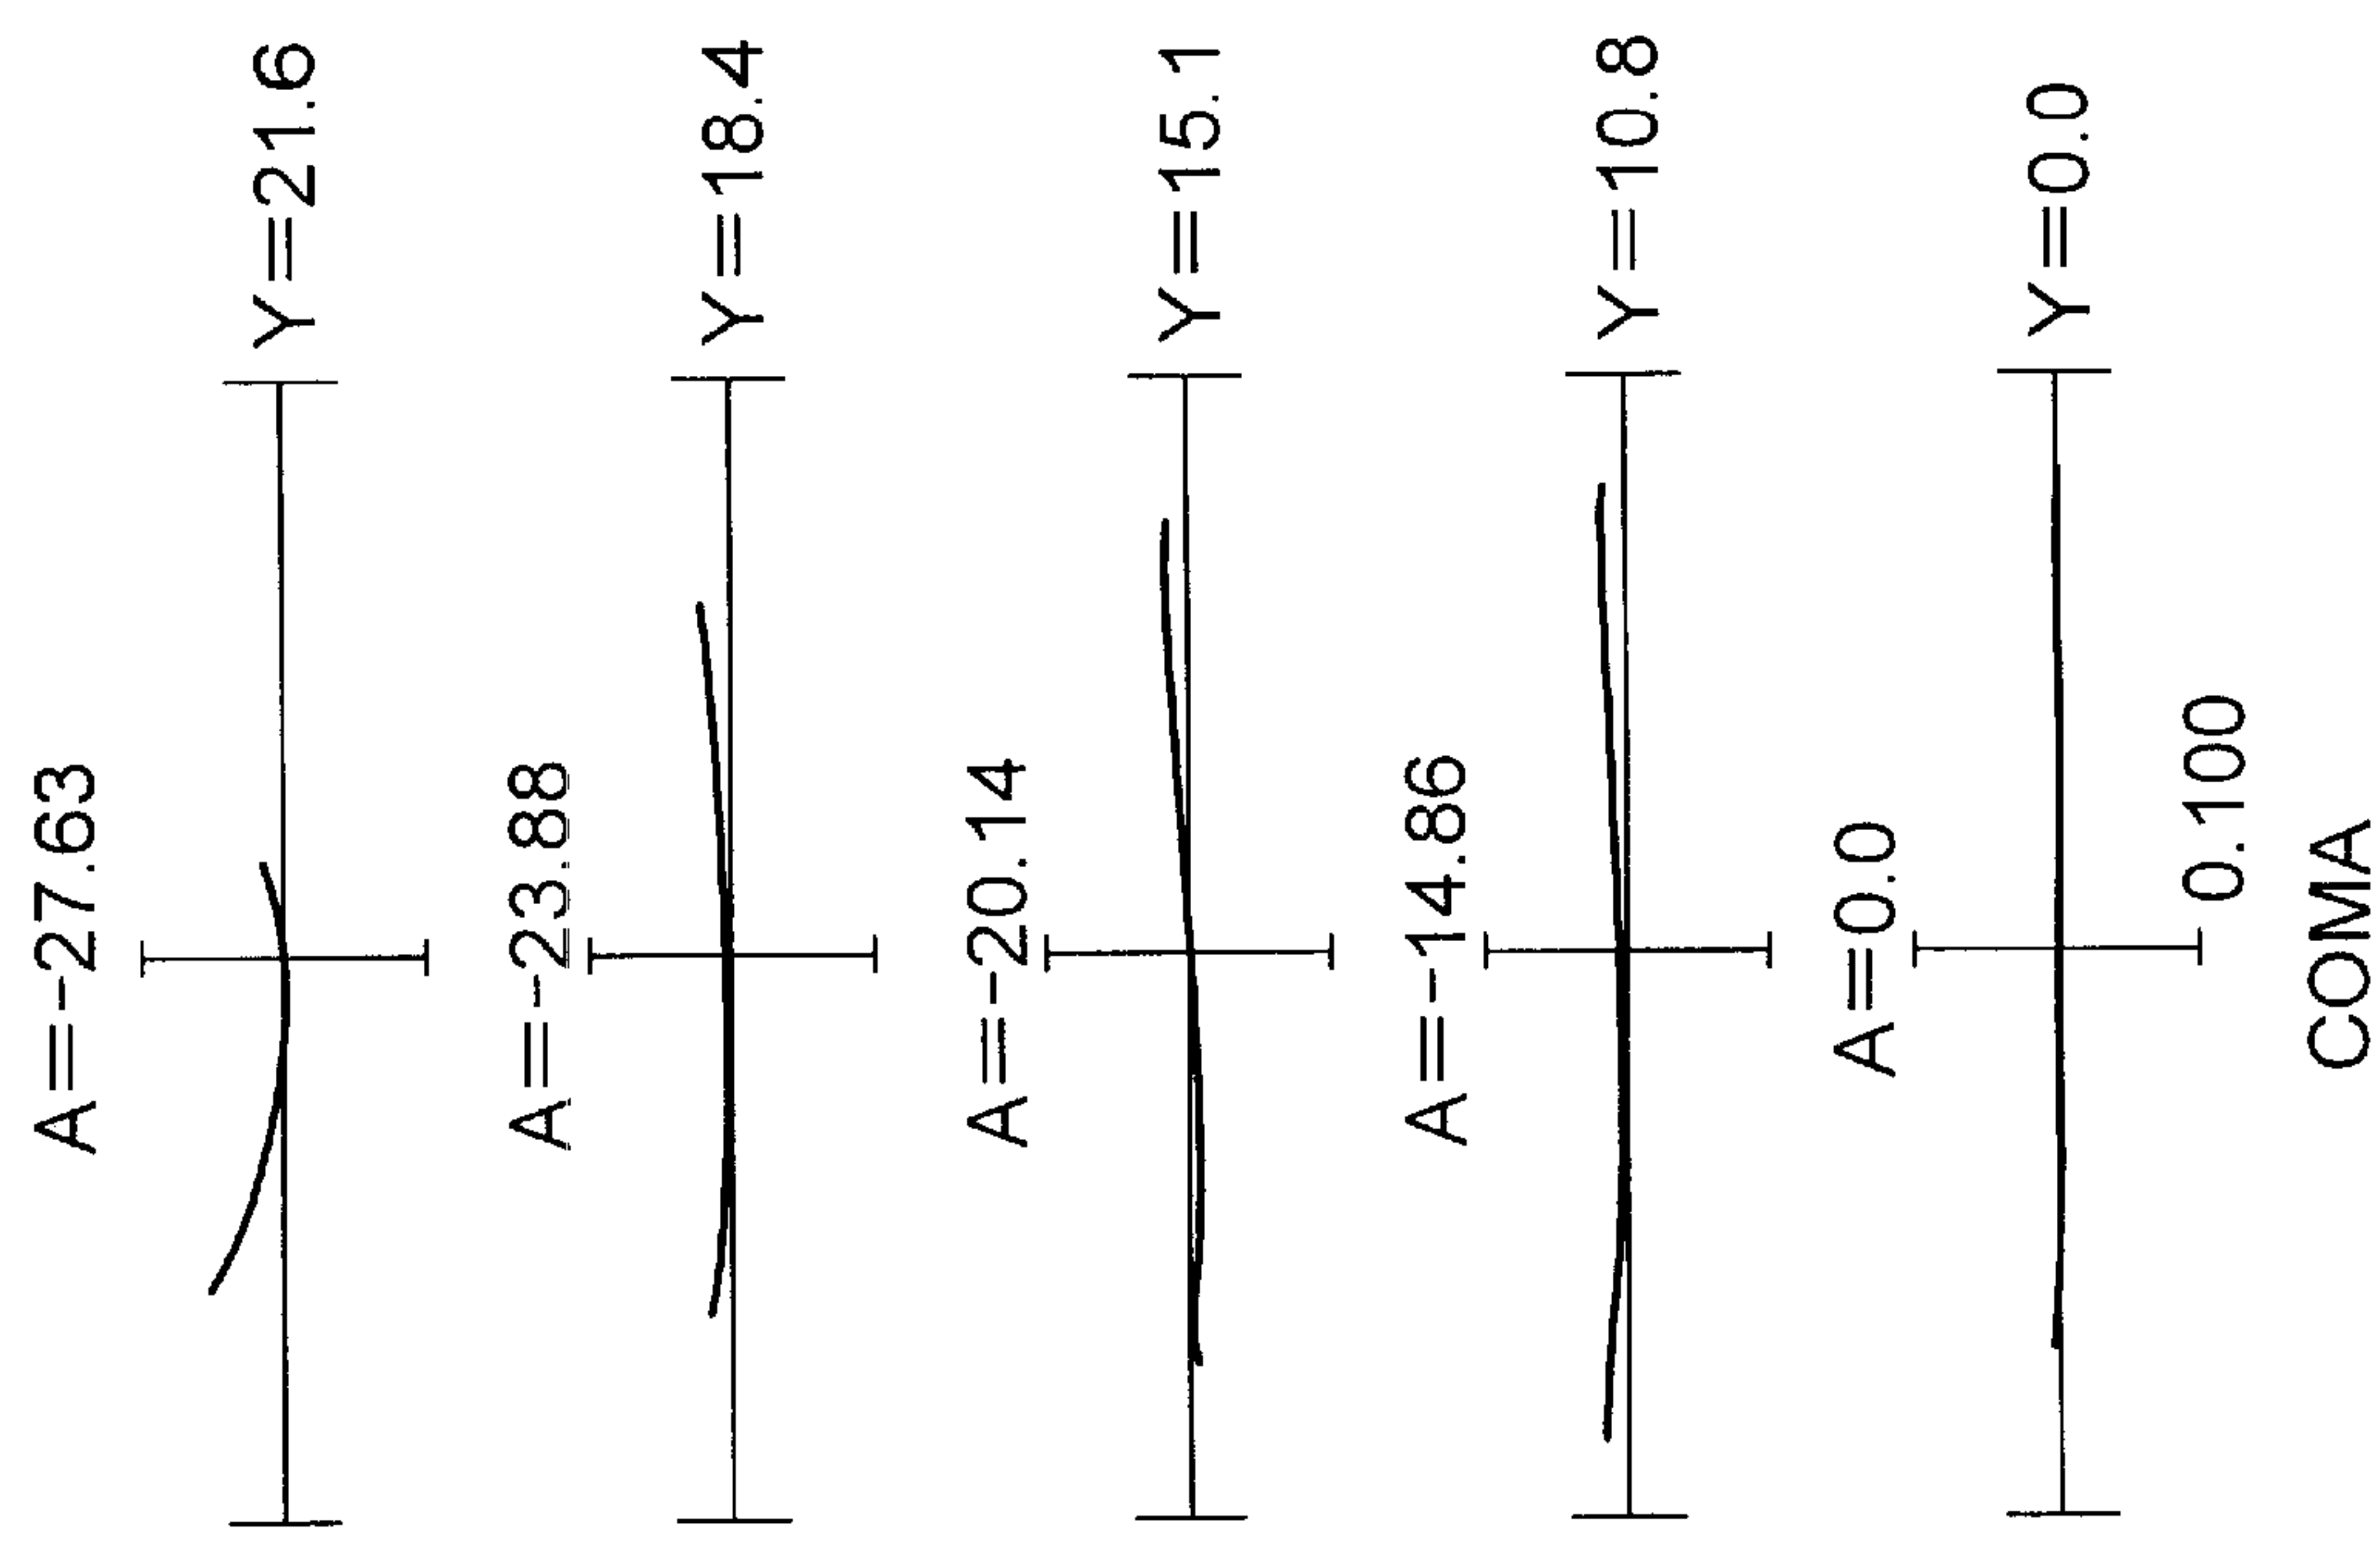 A=-27.63
Y=21.6
A=-23.88
Y=18.4
A=-20.14
Y=15.1
A=-14.86
Y=10.8
A=0.0
Y=0.0
0.100
COMA